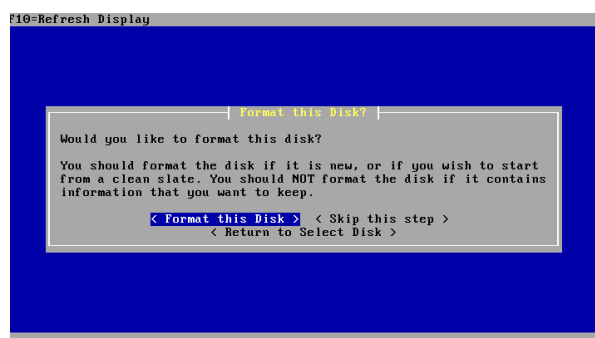 F10=Refresh Display
Format this Disk?
Would you like to format this disk?
You should format the disk if it is new, or if you wish to start
from a clean slate. You should NOT format the disk if it contains
information that you want to keep.
< Format this Disk > < Skip this step >
< Return to Select Disk >